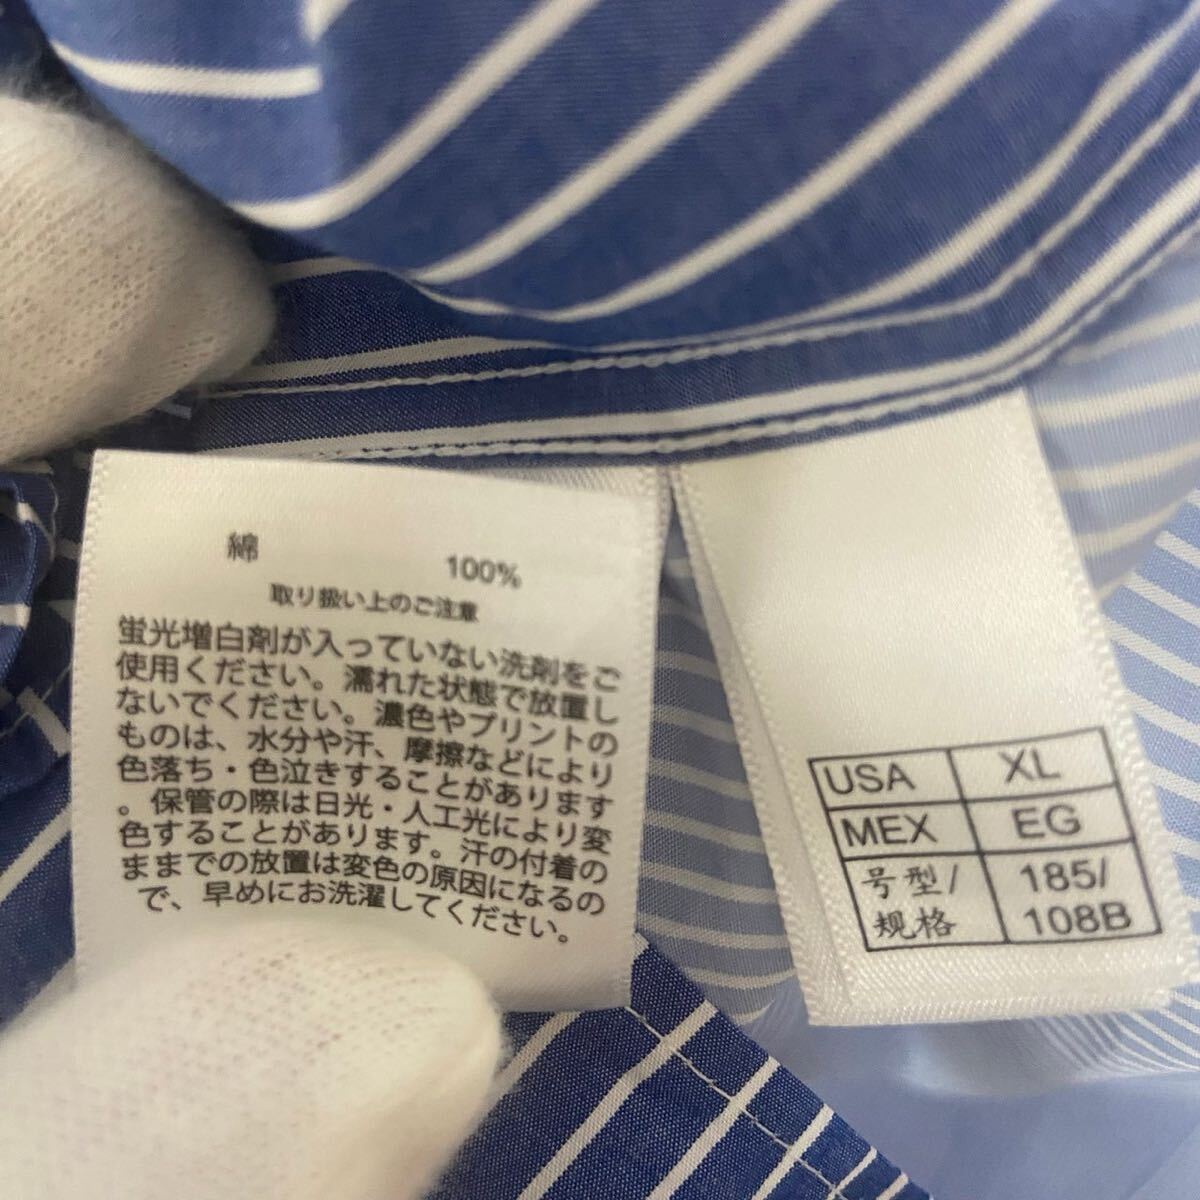 綿
100%
取り扱い上のご注意
蛍光増白剤が入っていない洗剤をご
使用ください。濡れた状態で放置し
ないでください。濃色やプリントの
ものは、水分や汗、摩擦などにより
色落ち・色泣きすることがあります
。保管の際は日光・人工光により変
色することがあります。汗の付着の
ままでの放置は変色の原因になるの
で、早めにお洗濯してください。
USA XL
MEX EG
号型/ 185/
规格 108B